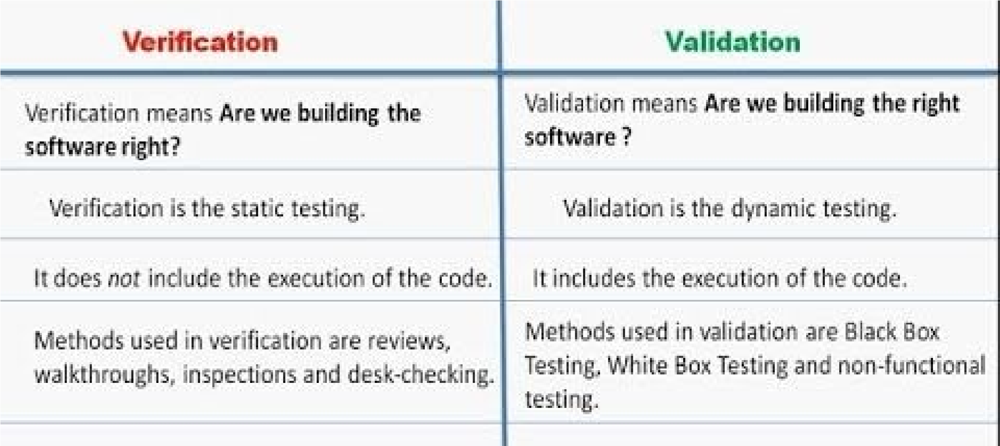 Verification
Validation
Verification means Are we building the
software right?
Validation means Are we building the right
software ?
Verification is the static testing.
Validation is the dynamic testing.
It does not include the execution of the code.
It includes the execution of the code.
Methods used in verification are reviews,
walkthroughs, inspections and desk-checking.
Methods used in validation are Black Box
Testing, White Box Testing and non-functional
testing.